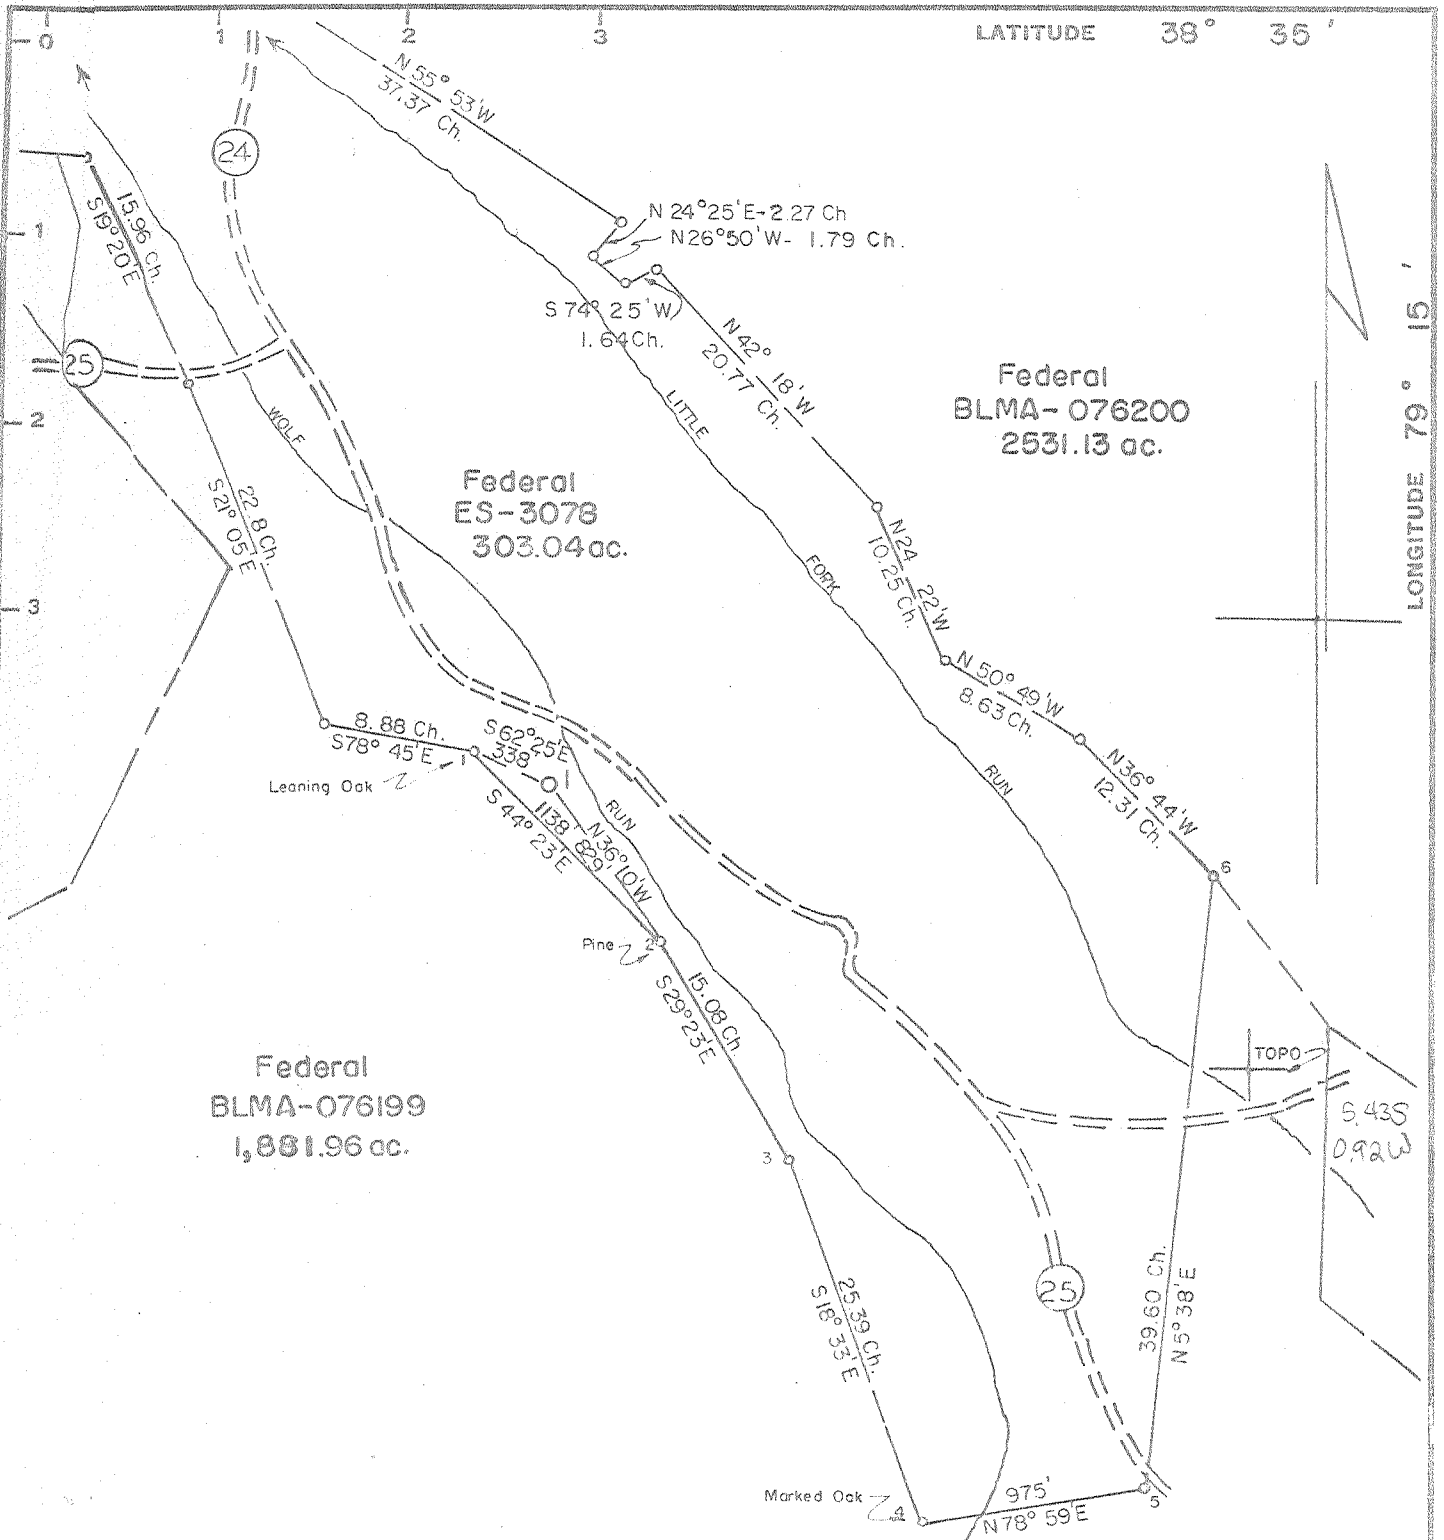 0
1
2
3
LATITUDE 38° 35'
N 55° 53'W
37.37 Ch.
24
15.96 Ch.
S19° 20'E
1
N 24°25'E-2.27 Ch
N26°50'W- 1.79 Ch.
S 74° 25'W
1.64 Ch.
LONGITUDE 79° 15'
N42° 18'W
20.77 Ch.
25
Federal
BLMA-076200
2531.13 ac.
2
WOLF
LITTLE
Federal
ES-3078
303.04 ac.
22.8 Ch.
S21° 05'E
N24 22'W
10.25 Ch.
FORK
3
N 50° 49'W
8.63 Ch.
8.88 Ch.
S78° 45'E
S62°25'E
338'
1
1
Leaning Oak
N36° 44'W
12.31 Ch.
RUN
RUN
1138'
S44° 23'E
N36°10'W
829'
6
Pine
2
15.08 Ch.
S29°23'E
TOPO
Federal
BLMA-076199
1,881.96 ac.
5.43S
0.92W
3
25.39 Ch.
S18° 33'E
25
39.60 Ch.
N5°38'E
Marked Oak
4
975'
N78° 59'E
5